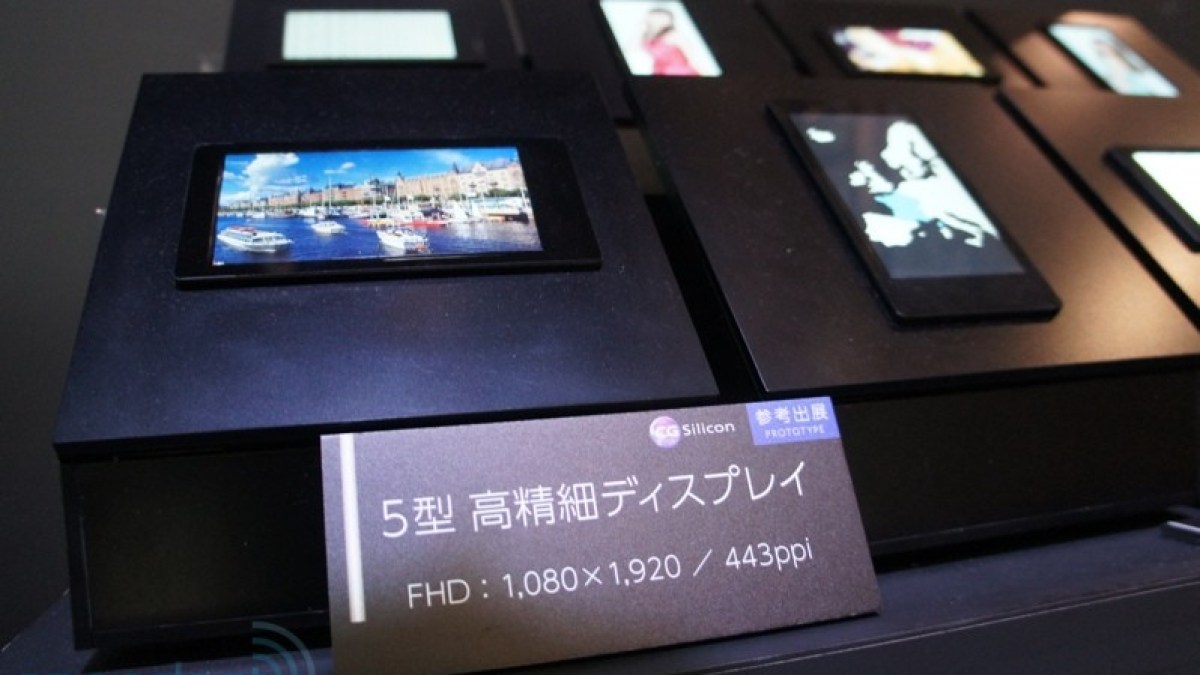 CG Silicon
参考出展
PROTOTYPE
5型 高精細ディスプレイ
FHD : 1,080×1,920 / 443ppi